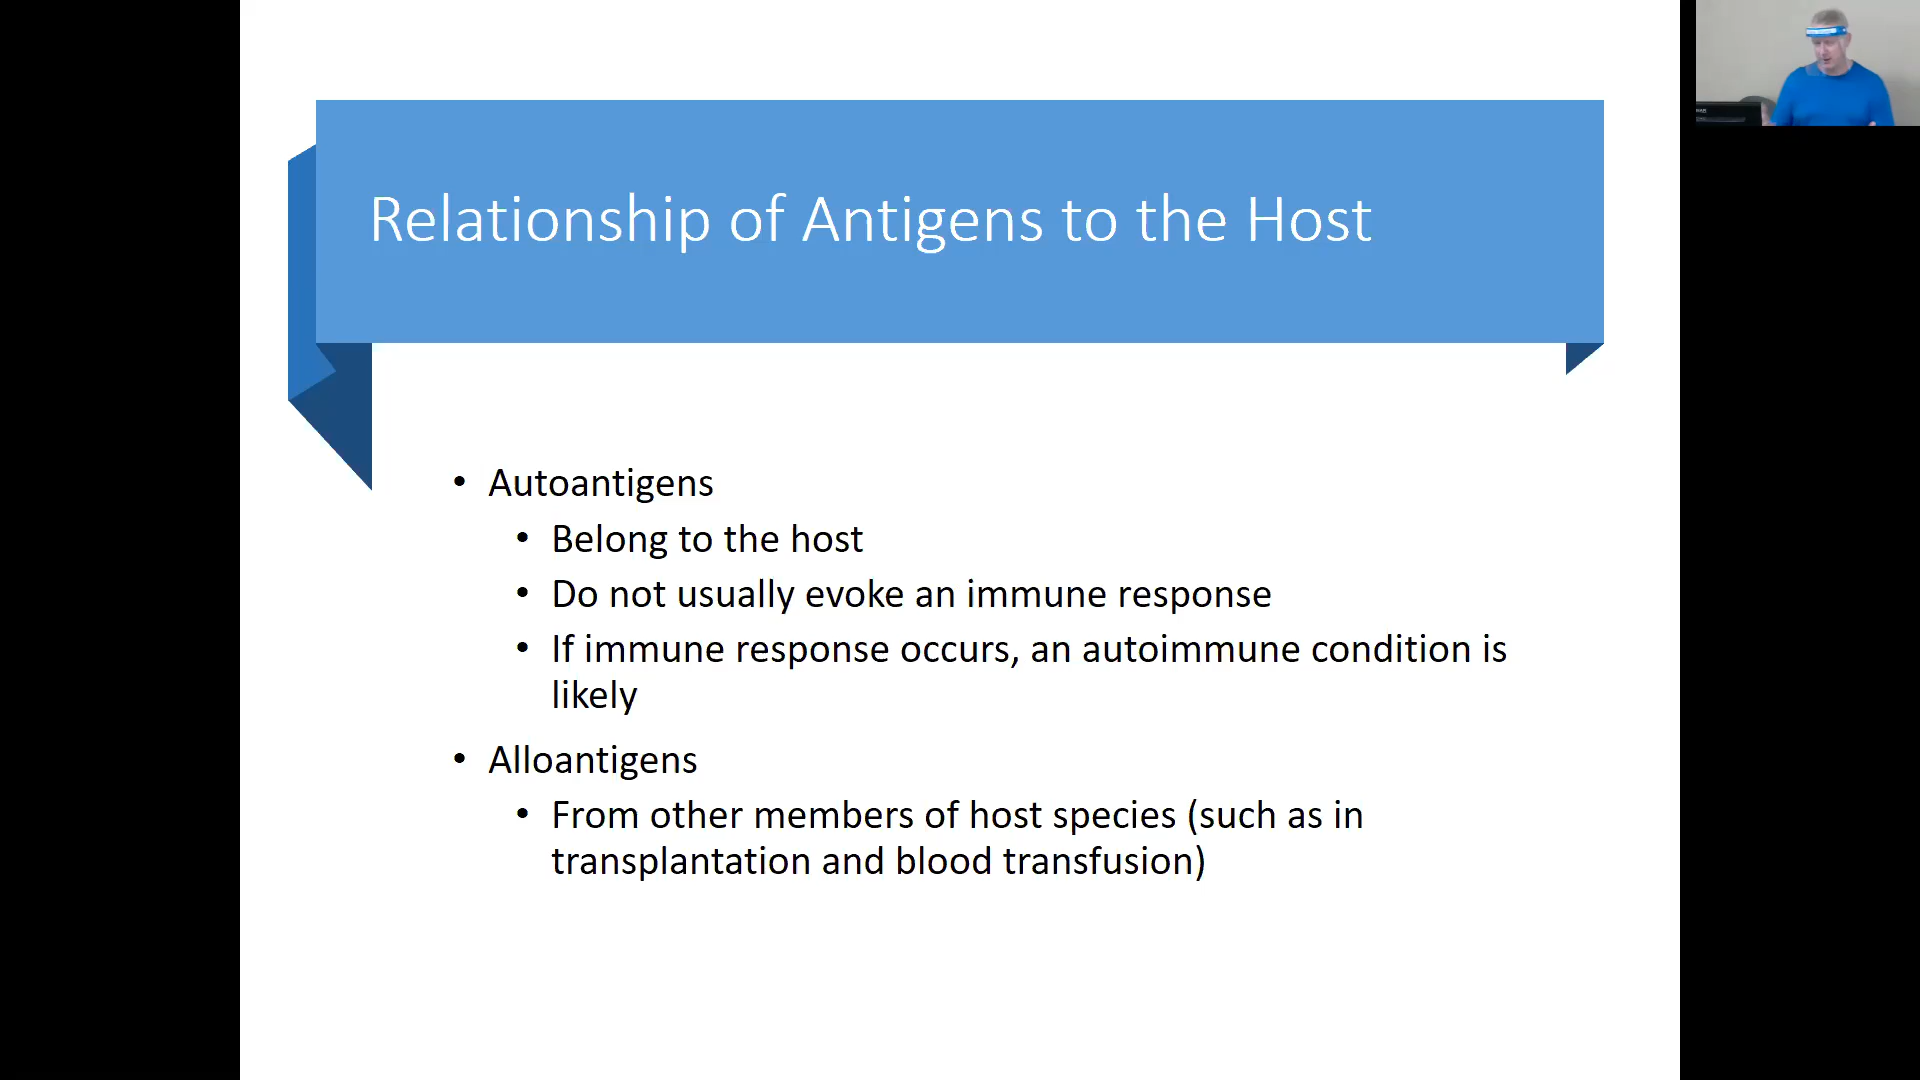 Relationship of Antigens to the Host
• Autoantigens
• Belong to the host
• Do not usually evoke an immune response
• If immune response occurs, an autoimmune condition is
likely
• Alloantigens
• From other members of host species (such as in
transplantation and blood transfusion)